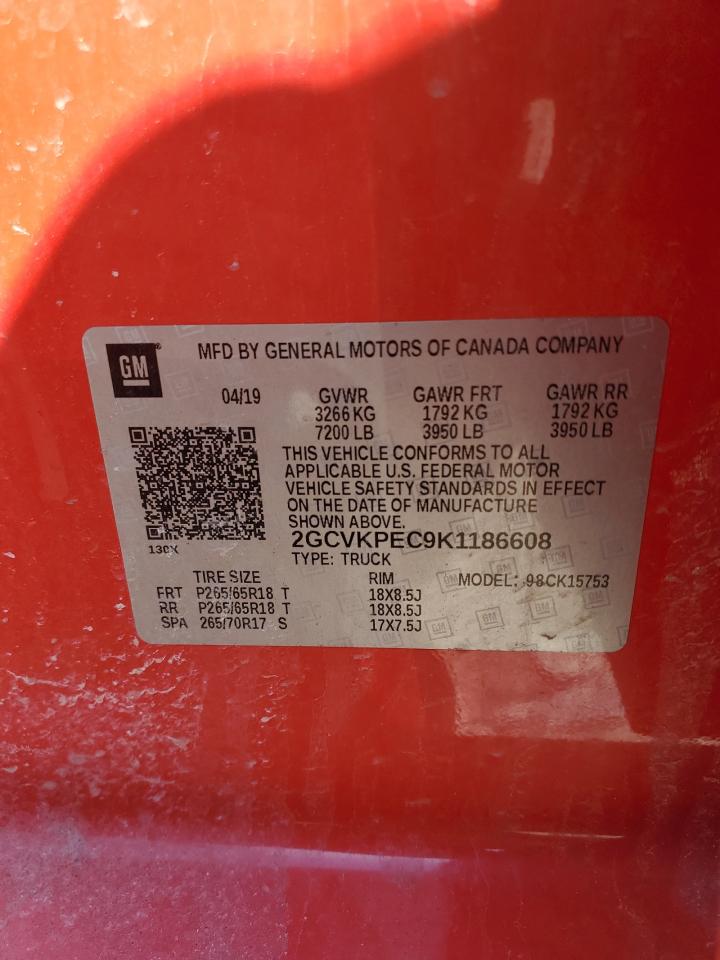 GM
MFD BY GENERAL MOTORS OF CANADA COMPANY
04/19 GVWR GAWR FRT GAWR RR
3266 KG 1792 KG 1792 KG
7200 LB 3950 LB 3950 LB
THIS VEHICLE CONFORMS TO ALL
APPLICABLE U.S. FEDERAL MOTOR
VEHICLE SAFETY STANDARDS IN EFFECT
ON THE DATE OF MANUFACTURE
SHOWN ABOVE.
2GCVKPEC9K1186608
130X
TYPE: TRUCK
TIRE SIZE RIM MODEL: 98CK15753
FRT P265/65R18 T 18X8.5J
RR P265/65R18 T 18X8.5J
SPA 265/70R17 S 17X7.5J